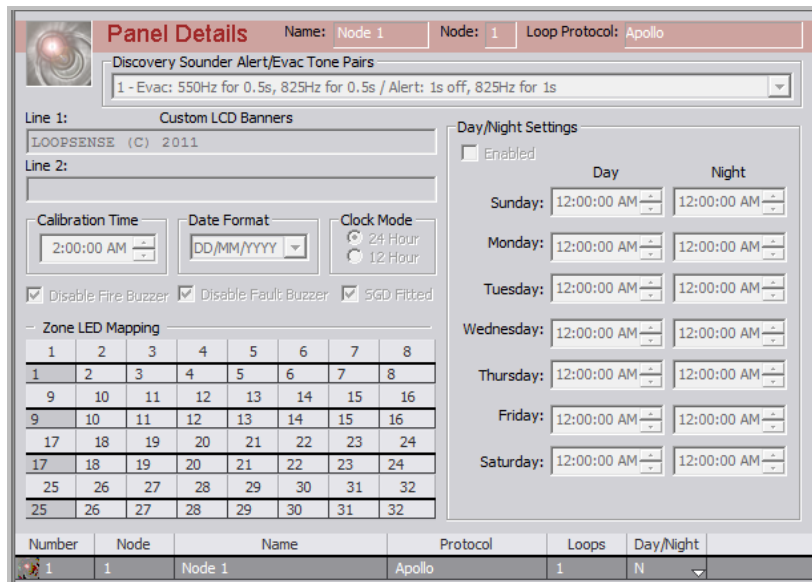 Panel Details Name: Node 1 Node: 1 Loop Protocol: Apollo
Discovery Sounder Alert/Evac Tone Pairs
1 - Evac: 550Hz for 0.5s, 825Hz for 0.5s / Alert: 1s off, 825Hz for 1s
Line 1: Custom LCD Banners
LOOPSENSE (C) 2011
Line 2:
Calibration Time Date Format Clock Mode
2:00:00 AM DD/MM/YYYY 24 Hour
12 Hour
Disable Fire Buzzer Disable Fault Buzzer SGD Fitted
Zone LED Mapping
1 2 3 4 5 6 7 8
1 2 3 4 5 6 7 8
9 10 11 12 13 14 15 16
9 10 11 12 13 14 15 16
17 18 19 20 21 22 23 24
17 18 19 20 21 22 23 24
25 26 27 28 29 30 31 32
25 26 27 28 29 30 31 32
Day/Night Settings
Enabled
Day Night
Sunday: 12:00:00 AM 12:00:00 AM
Monday: 12:00:00 AM 12:00:00 AM
Tuesday: 12:00:00 AM 12:00:00 AM
Wednesday: 12:00:00 AM 12:00:00 AM
Thursday: 12:00:00 AM 12:00:00 AM
Friday: 12:00:00 AM 12:00:00 AM
Saturday: 12:00:00 AM 12:00:00 AM
Number Node Name Protocol Loops Day/Night
1 1 Node 1 Apollo 1 N